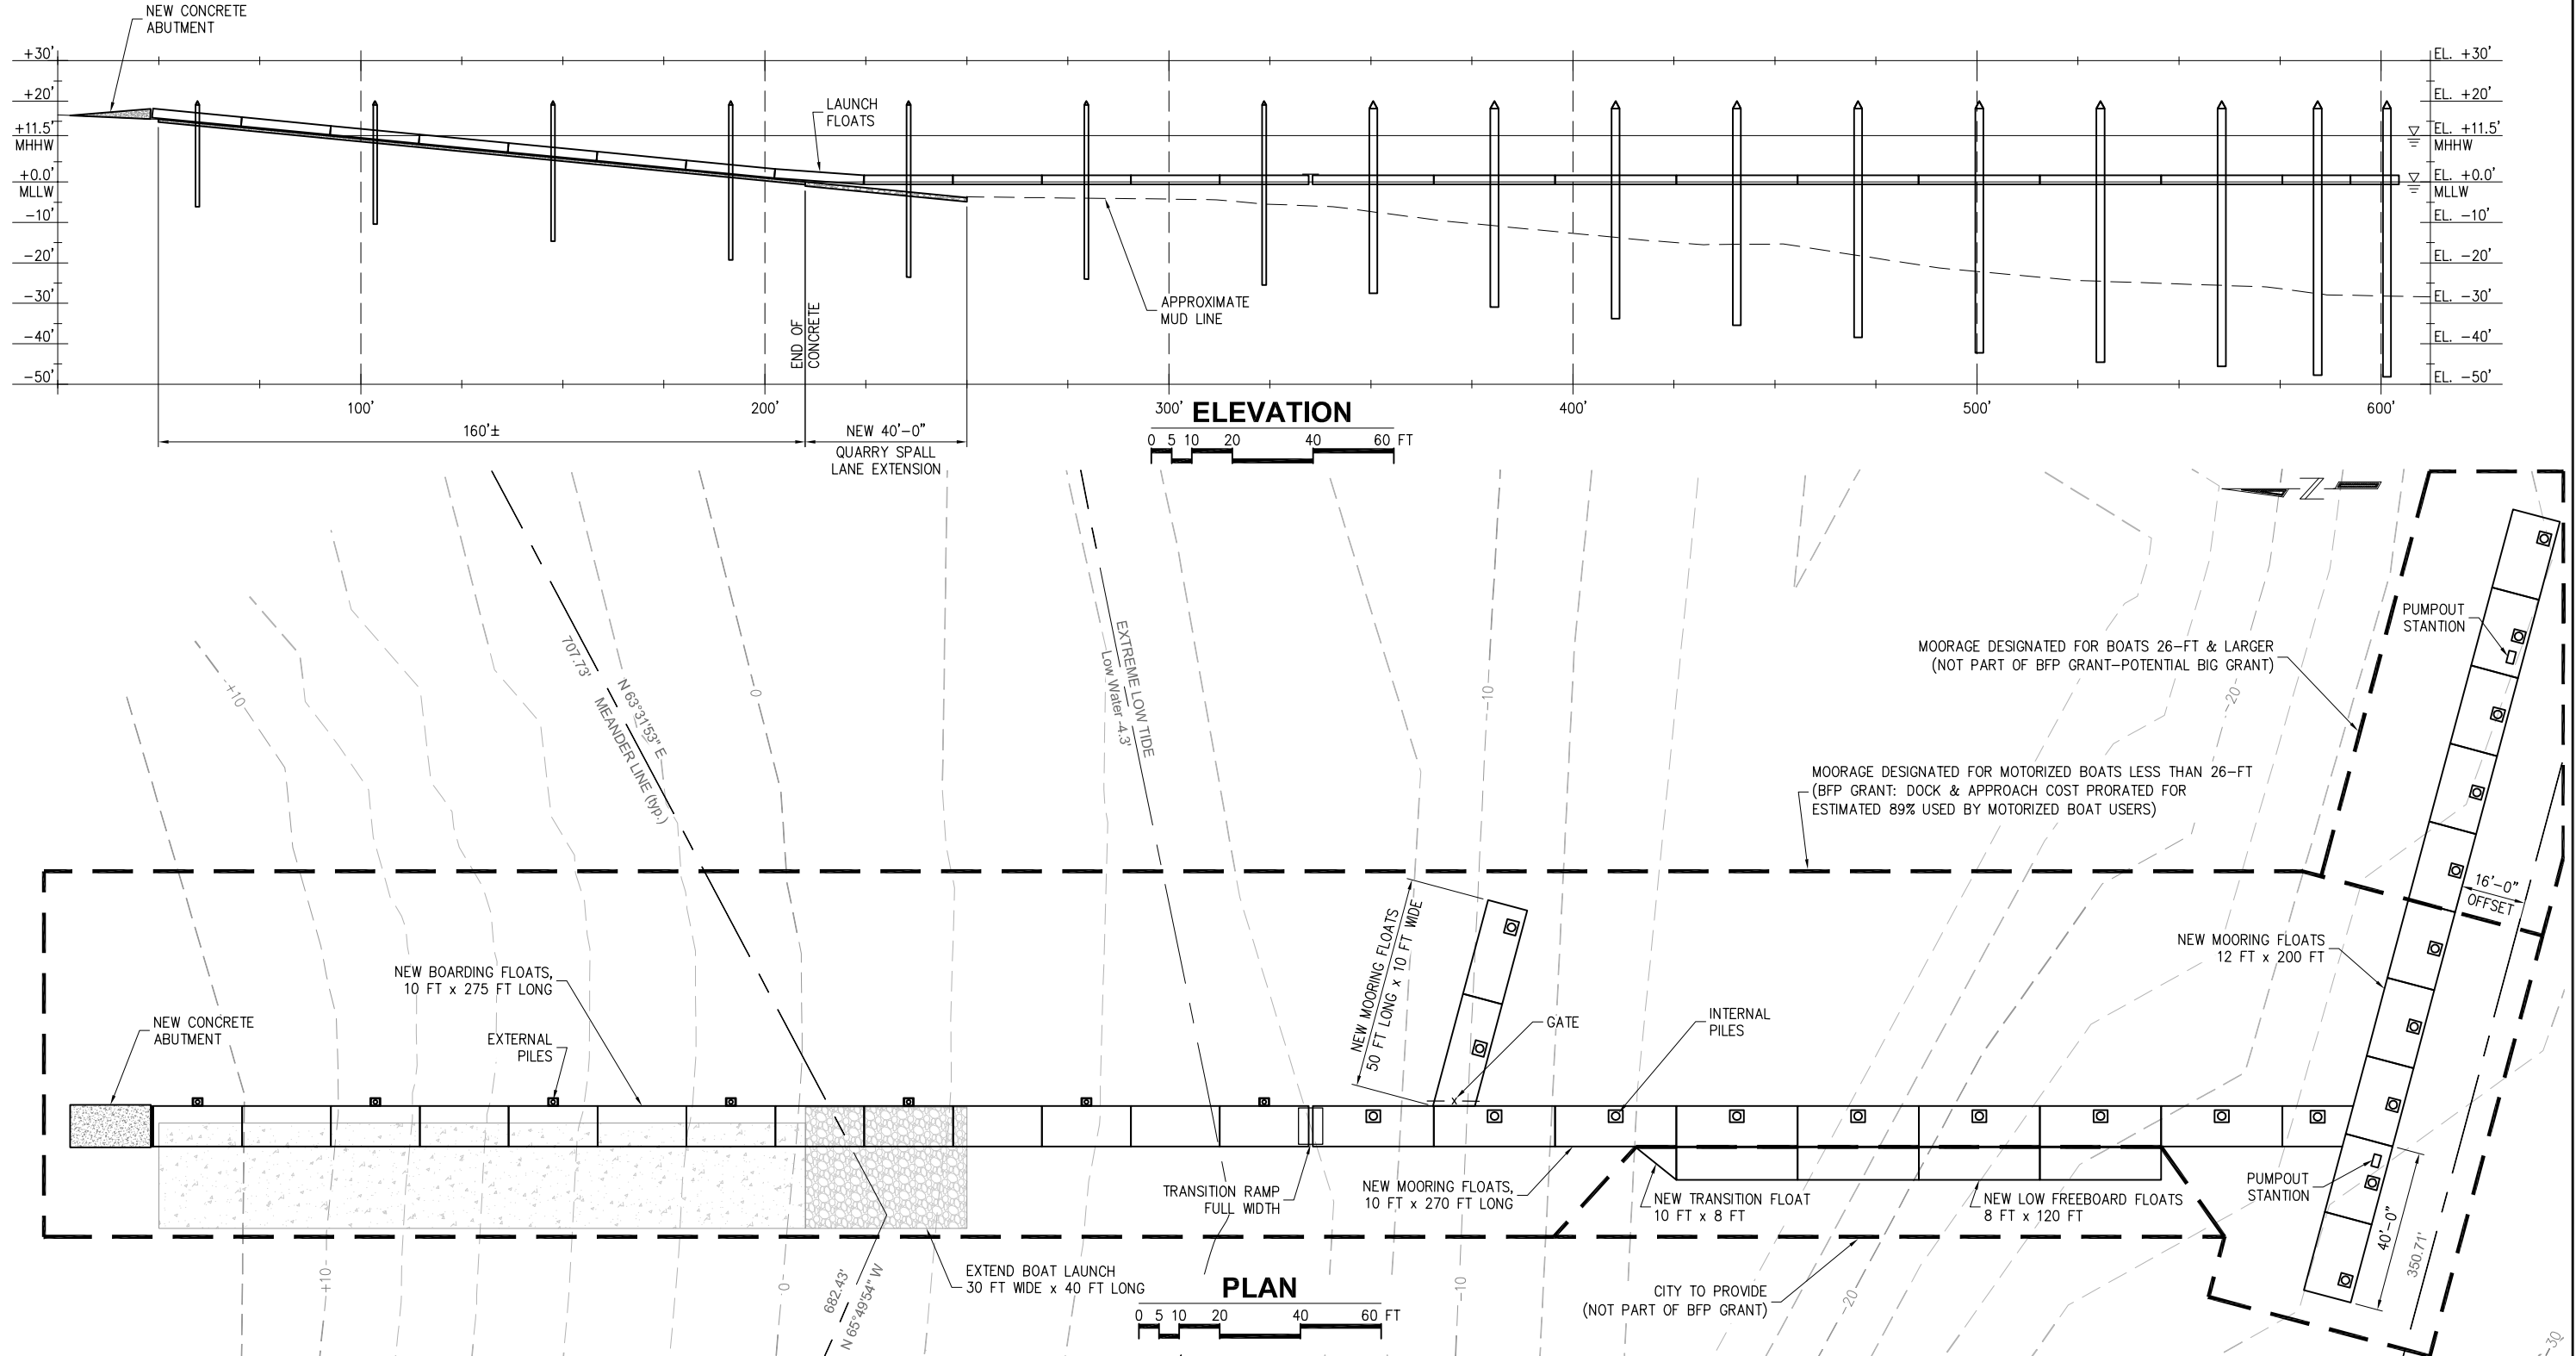 NEW CONCRETE
ABUTMENT
+30'
+20'
+11.5'
MHHW
+0.0'
MLLW
-10'
-20'
-30'
-40'
-50'
LAUNCH
FLOATS
APPROXIMATE
MUD LINE
END OF
CONCRETE
EL. +30'
EL. +20'
EL. +11.5'
MHHW
EL. +0.0'
MLLW
EL. -10'
EL. -20'
EL. -30'
EL. -40'
EL. -50'
100'
200'
300'
400'
500'
600'
160'±
NEW 40'-0"
QUARRY SPALL
LANE EXTENSION
ELEVATION
0 5 10 20 40 60 FT
N
PUMPOUT
STANTION
MOORAGE DESIGNATED FOR BOATS 26-FT & LARGER
(NOT PART OF BFP GRANT-POTENTIAL BIG GRANT)
MOORAGE DESIGNATED FOR MOTORIZED BOATS LESS THAN 26-FT
(BFP GRANT: DOCK & APPROACH COST PRORATED FOR
ESTIMATED 89% USED BY MOTORIZED BOAT USERS)
+10
707.73'
MEANDER LINE (typ.)
N 63°31'53" E
0
EXTREME LOW TIDE
Low Water -4.3'
-10
-20
16'-0"
OFFSET
NEW MOORING FLOATS
12 FT x 200 FT
NEW MOORING FLOATS
50 FT LONG x 10 FT WIDE
GATE
INTERNAL
PILES
NEW BOARDING FLOATS,
10 FT x 275 FT LONG
NEW CONCRETE
ABUTMENT
EXTERNAL
PILES
x
TRANSITION RAMP
FULL WIDTH
NEW MOORING FLOATS,
10 FT x 270 FT LONG
NEW TRANSITION FLOAT
10 FT x 8 FT
NEW LOW FREEBOARD FLOATS
8 FT x 120 FT
PUMPOUT
STANTION
40'-0"
350.71'
EXTEND BOAT LAUNCH
30 FT WIDE x 40 FT LONG
CITY TO PROVIDE
(NOT PART OF BFP GRANT)
+10
0
682.43'
N 65°49'54" W
-10
-20
-30
PLAN
0 5 10 20 40 60 FT